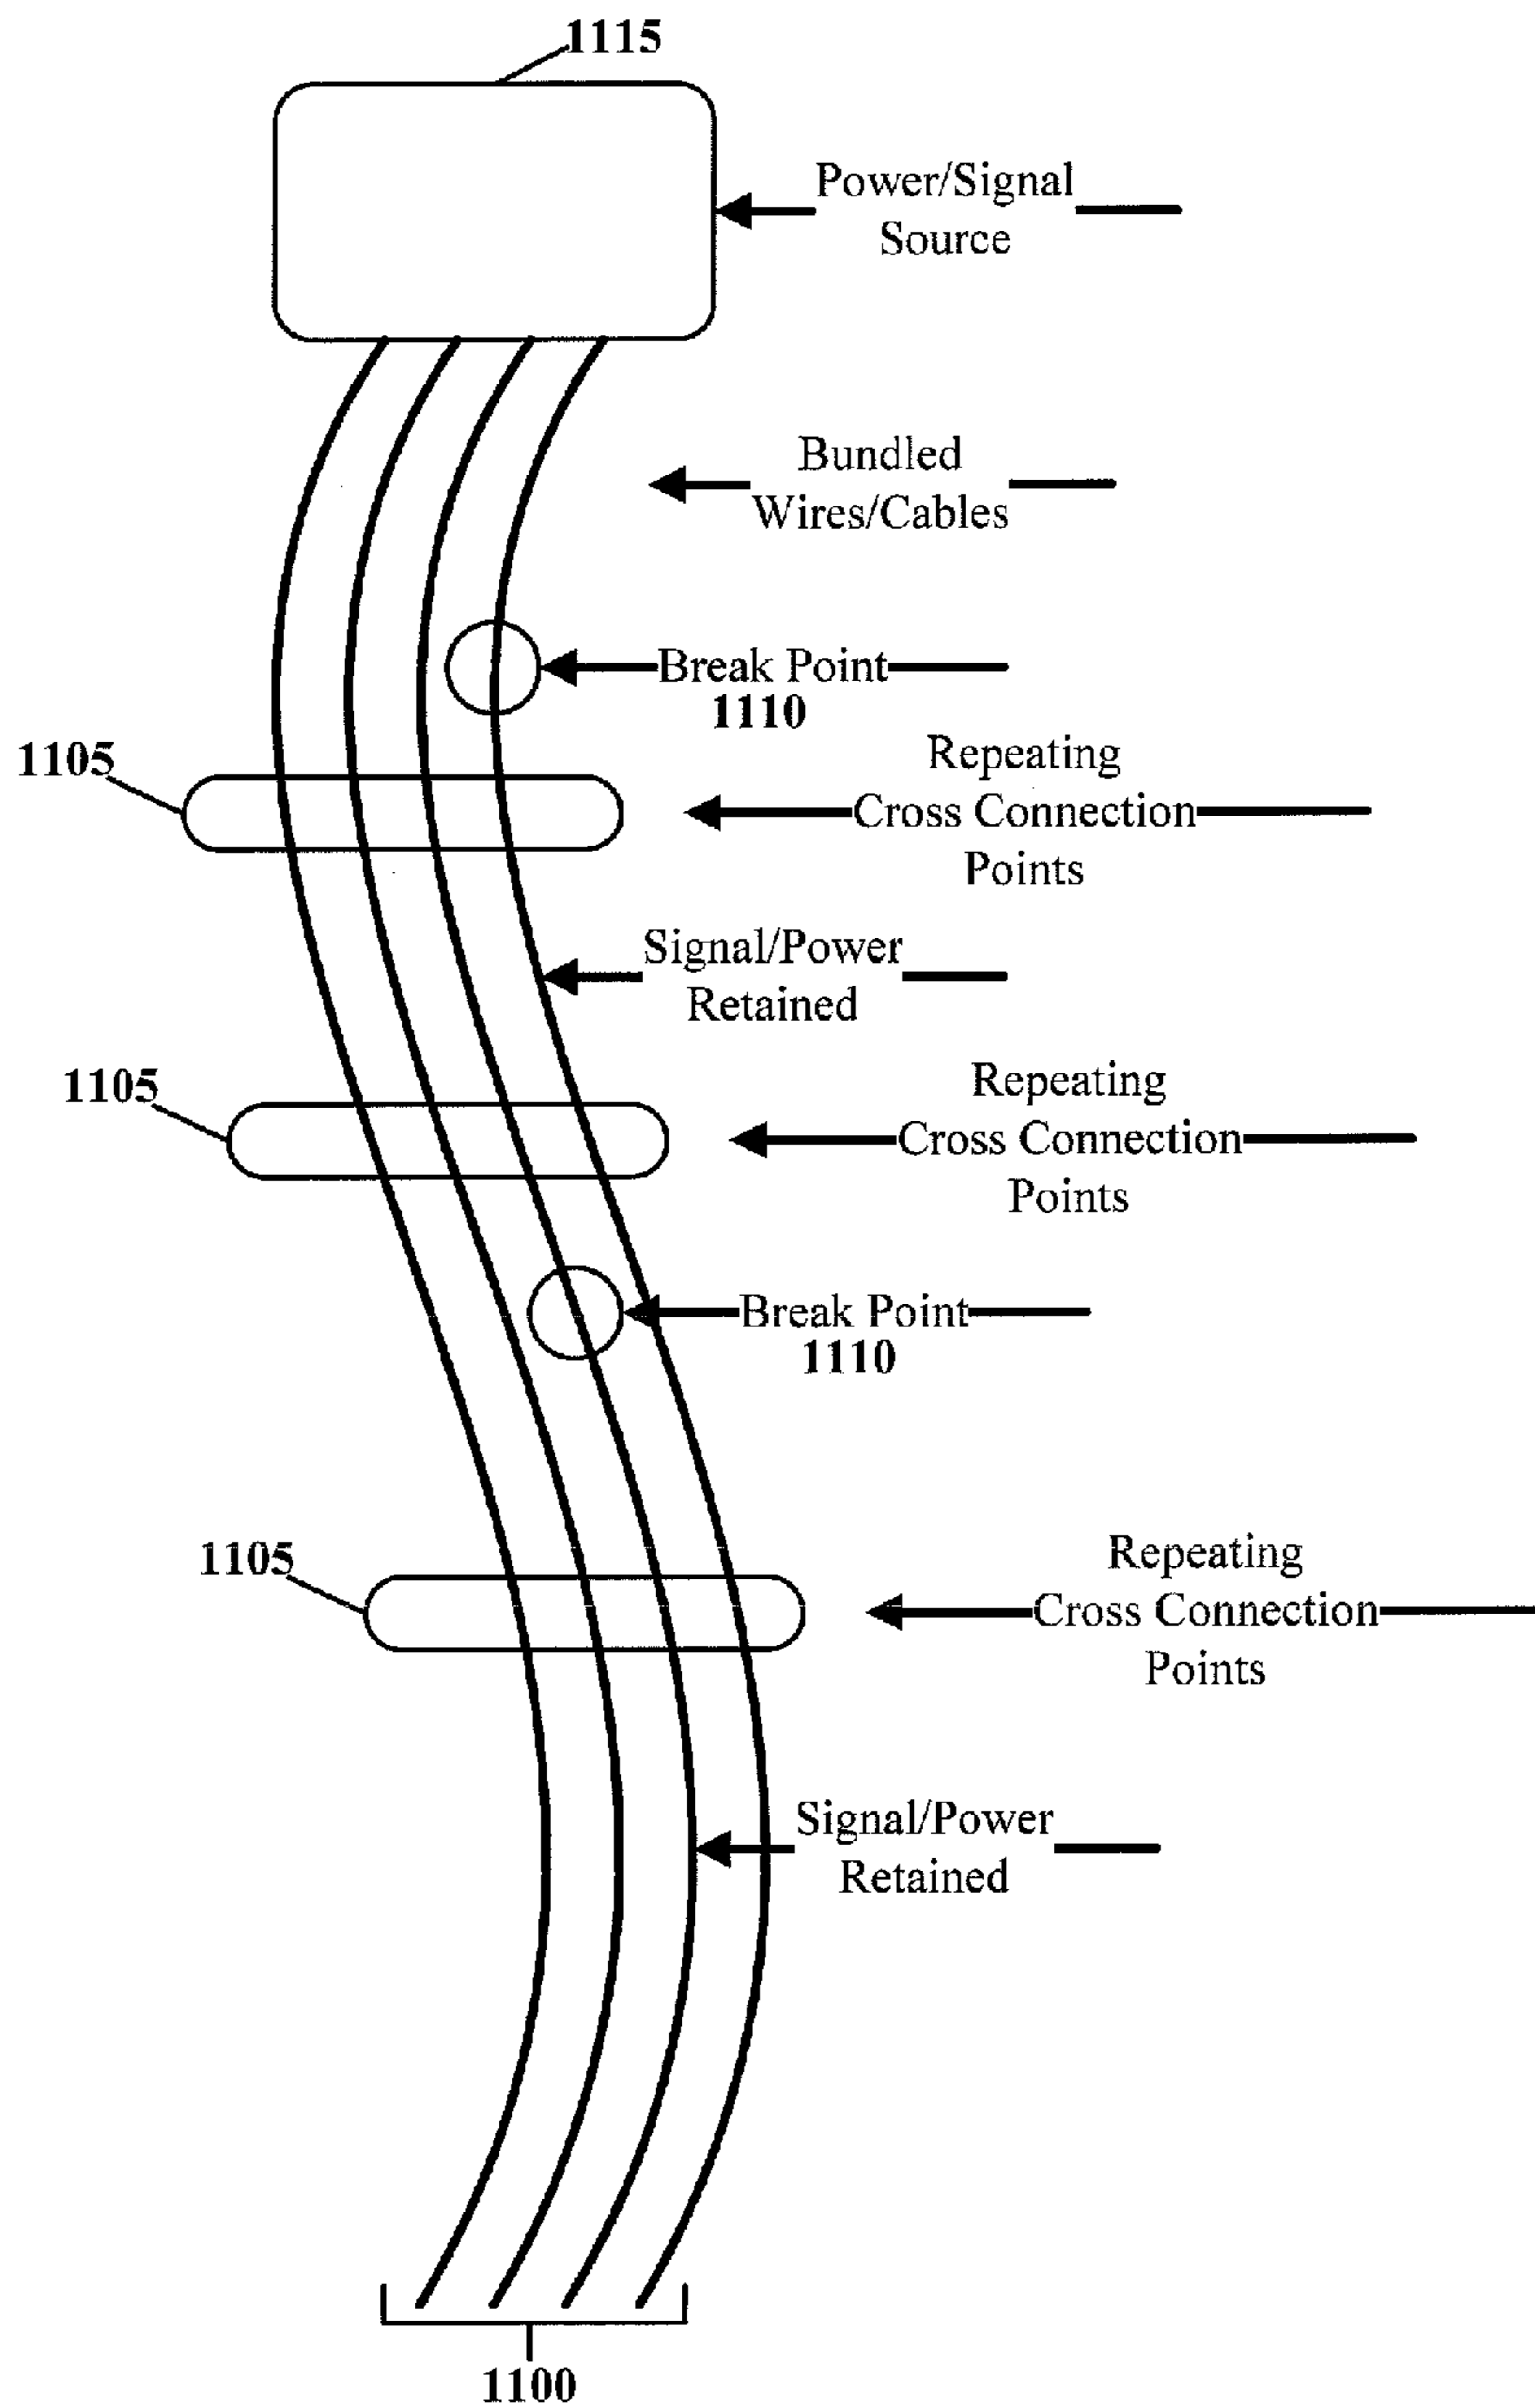 1115
Power/Signal
Source
Bundled
Wires/Cables
Break Point
1110
1105
Repeating
Cross Connection
Points
Signal/Power
Retained
1105
Repeating
Cross Connection
Points
Break Point
1110
1105
Repeating
Cross Connection
Points
Signal/Power
Retained
1100